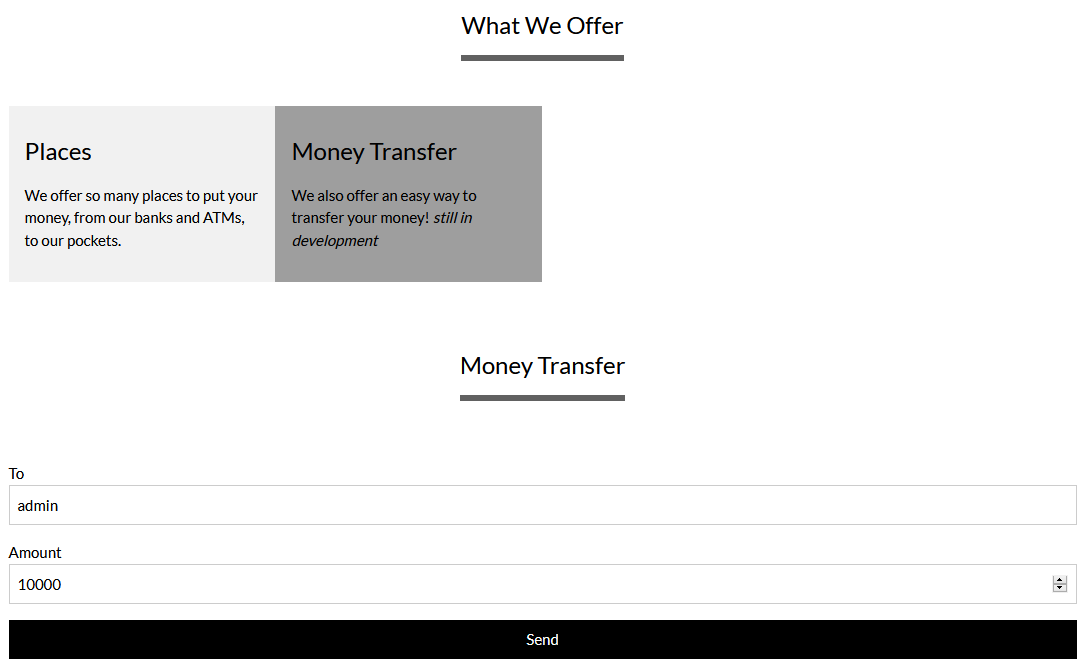 What We Offer
Places
We offer so many places to put your
money, from our banks and ATMs,
to our pockets.
Money Transfer
We also offer an easy way to
transfer your money! still in
development
Money Transfer
To
admin
Amount
10000
Send